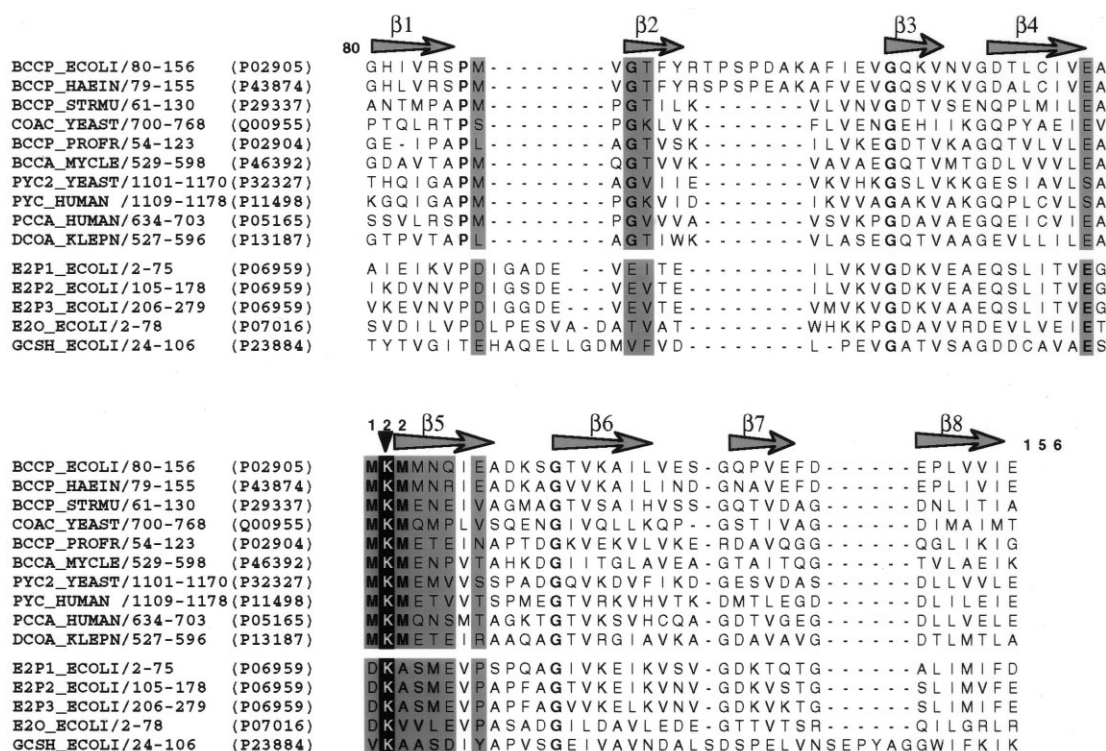 β1 β2 β3 β4
80
BCCP_ECOLI/80-156 (P02905) GHIVRSPM--------VGTFYRTPSPDAKAFIEVGQKVNVGDTLCIVEA
BCCP_HAEIN/79-155 (P43874) GHLVRSPM--------VGTFYRSPSPEAKAFVEVGQSVKVGDALCIVEA
BCCP_STRMU/61-130 (P29337) ANTMPAPM--------VGTILK-------VLVNVGDTVSENQPLMILEA
COAC_YEAST/700-768 (Q00955) PTQLRTPS--------PGKLVK-------FLVENGEHIIKGQPYAEIEV
BCCP_PROFR/54-123 (P02904) GE-IPAPL--------AGTVSK-------ILVKEGDTVKAGQTVLVLEA
BCCA_MYCLE/529-598 (P46392) GDAVTAPM--------QGTVVK-------VAVAEGQTVMTGDLVVVLEA
PYC2_YEAST/1101-1170 (P32327) THQIGAPM--------AGVIIE-------VKVHKGSLVKKGESIAVLSA
PYC_HUMAN /1109-1178 (P11498) KGQIGAPM--------PGKVID-------IKVVAGAKVAKGQPLCVLSA
PCCA_HUMAN/634-703 (P05165) SSVLRSPM--------PGVVVA-------VSVKPGDAVAEGQEICVIEA
DCOA_KLEPN/527-596 (P13187) GTPVTAPL--------AGTIWK-------VLASEGQTVAAGEVLLILEA
E2P1_ECOLI/2-75 (P06959) AIEIKVPDIGADE--VEITE--------ILVKVGDKVEAEQSLITVEG
E2P2_ECOLI/105-178 (P06959) IKDVNVPDIGSDE--VEVTE--------ILVKVGDKVEAEQSLITVEG
E2P3_ECOLI/206-279 (P06959) VKEVNVPDIGGDE--VEVTE--------VMVKVGDKVAAEQSLITVEG
E2O_ECOLI/2-78 (P07016) SVDILVPDLPESVA-DATVAT--------WHKKPGDAVVRDEVLVEIET
GCSH_ECOLI/24-106 (P23884) TYTVGITEHAQELLGDMVFVD--------L-PEVGATVSAGDDCAVAES
122 β5 β6 β7 β8 156
BCCP_ECOLI/80-156 (P02905) MKMMNQIEADKSGTVKAILVES-GQPVEFD------EPLVVIE
BCCP_HAEIN/79-155 (P43874) MKMMNRIEADKAGVVKAILIND-GNAVEFD------EPLIVIE
BCCP_STRMU/61-130 (P29337) MKMENEIVAGMAGTVSAIHVSS-GQTVDAG------DNLITIA
COAC_YEAST/700-768 (Q00955) MKMQMPLVSQENGIVQLLKQP-GSTIVAG------DIMAIMT
BCCP_PROFR/54-123 (P02904) MKMETEINAPTDGKVEKVLVKE-RDAVQGG------QGLIKIG
BCCA_MYCLE/529-598 (P46392) MKMENPVTAHKDGIITGLAVEA-GTAITQG------TVLAEIK
PYC2_YEAST/1101-1170 (P32327) MKMEMVVSSPADGQVKDVFIKD-GESVDAS------DLLVVLE
PYC_HUMAN /1109-1178 (P11498) MKMETVVTSPMEGTVRKVHVTK-DMTLEGD------DLILEIE
PCCA_HUMAN/634-703 (P05165) MKMQNSMTAGKTGTVKSVHCQA-GDTVGEG------DLLVELE
DCOA_KLEPN/527-596 (P13187) MKMETEIRAAQAGTVRGIAVKA-GDAVAVG------DTLMTLA
E2P1_ECOLI/2-75 (P06959) DKASMEVPSPQAGIVKEIKVSV-GDKTQTG------ALIMIFD
E2P2_ECOLI/105-178 (P06959) DKASMEVPAPFAGTVKEIKVNV-GDKVSTG------SLIMVFE
E2P3_ECOLI/206-279 (P06959) DKASMEVPAPFAGVVKELKVNV-GDKVKTG------SLIMIFE
E2O_ECOLI/2-78 (P07016) DKVVLEVPASADGILDAVLEDE-GTTVTSR------QILGRLR
GCSH_ECOLI/24-106 (P23884) VKAASDIYAPVSGEIVAVNDALSDSPELVNSEPYAGGWIFKIK